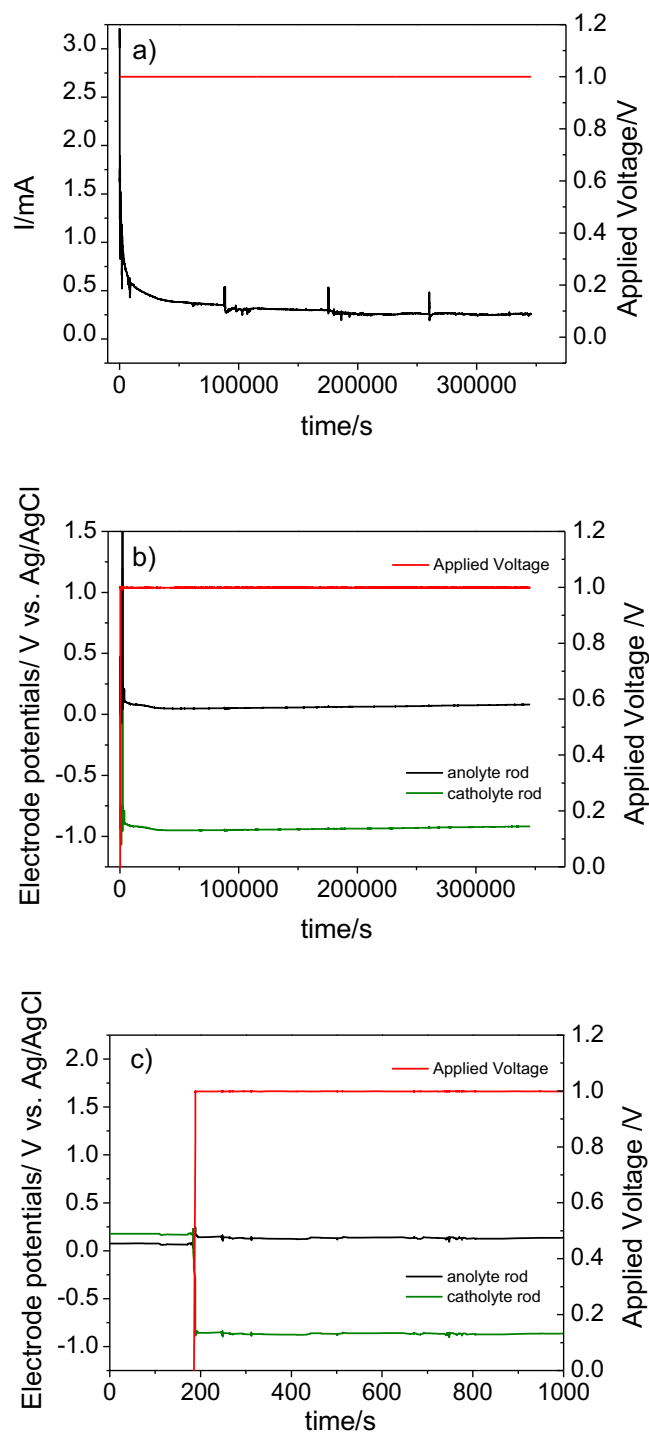 a)
3.0
2.5
2.0
1.5
1.0
0.5
0.0
I/mA
1.2
1.0
0.8
0.6
0.4
0.2
0.0
Applied Voltage/V
0 100000 200000 300000
time/s
b)
1.5
1.0
0.5
0.0
-0.5
-1.0
Electrode potentials/ V vs. Ag/AgCl
Applied Voltage
anolyte rod
catholyte rod
1.2
1.0
0.8
0.6
0.4
0.2
0.0
Applied Voltage /V
0 100000 200000 300000
time/s
c)
2.0
1.5
1.0
0.5
0.0
-0.5
-1.0
Electrode potentials/ V vs. Ag/AgCl
Applied Voltage
anolyte rod
catholyte rod
1.2
1.0
0.8
0.6
0.4
0.2
0.0
Applied Voltage /V
0 200 400 600 800 1000
time/s